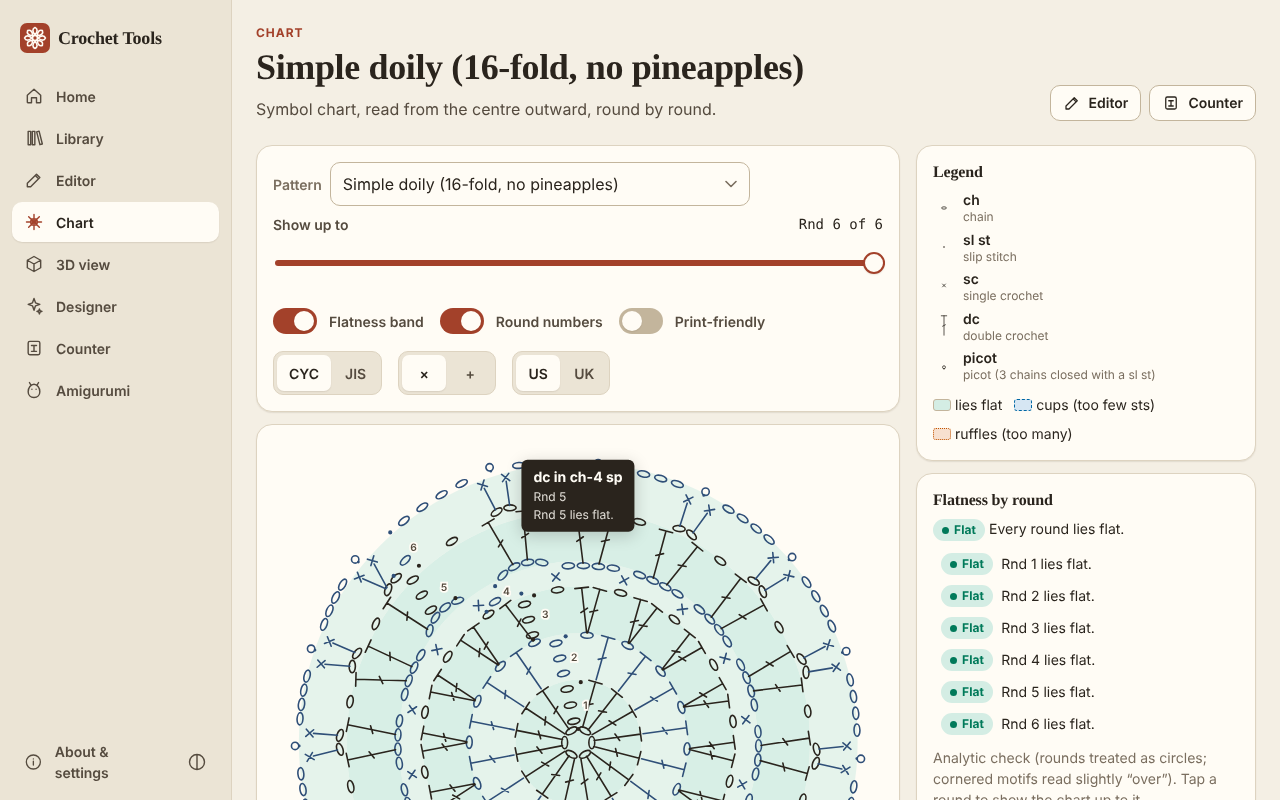 Crochet Tools
Home
Library
Editor
Chart
3D view
Designer
Counter
Amigurumi
About &
settings
CHART
Simple doily (16-fold, no pineapples)
Symbol chart, read from the centre outward, round by round.
Editor
Counter
Pattern
Simple doily (16-fold, no pineapples)
Show up to
Rnd 6 of 6
Flatness band
Round numbers
Print-friendly
CYC JIS
× +
US UK
dc in ch-4 sp
Rnd 5
Rnd 5 lies flat.
6
5
4
3
2
1
Legend
ch
chain
sl st
slip stitch
sc
single crochet
dc
double crochet
picot
picot (3 chains closed with a sl st)
lies flat
cups (too few sts)
ruffles (too many)
Flatness by round
Flat Every round lies flat.
Flat Rnd 1 lies flat.
Flat Rnd 2 lies flat.
Flat Rnd 3 lies flat.
Flat Rnd 4 lies flat.
Flat Rnd 5 lies flat.
Flat Rnd 6 lies flat.
Analytic check (rounds treated as circles;
cornered motifs read slightly “over”). Tap a
round to show the chart up to it.